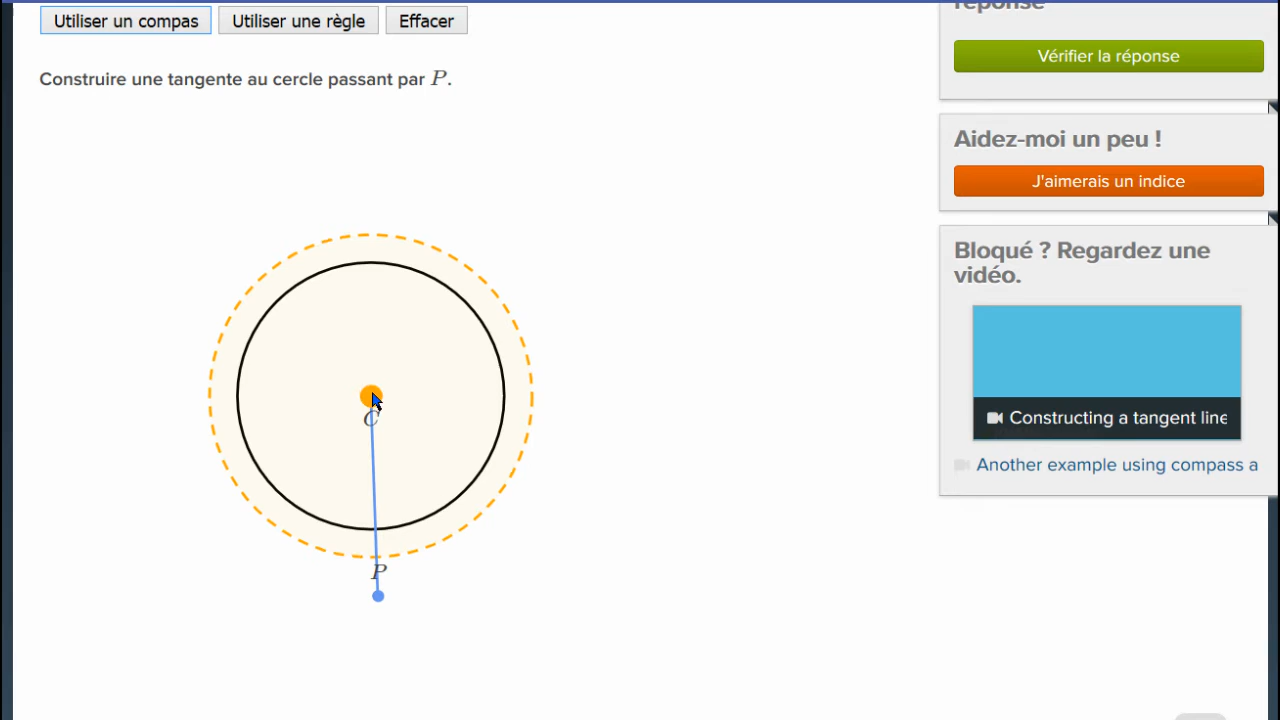 Utiliser un compas
Utiliser une règle
Effacer
Construire une tangente au cercle passant par P.
C
P
réponse
Vérifier la réponse
Aidez-moi un peu !
J'aimerais un indice
Bloqué ? Regardez une
vidéo.
Constructing a tangent line
Another example using compass a